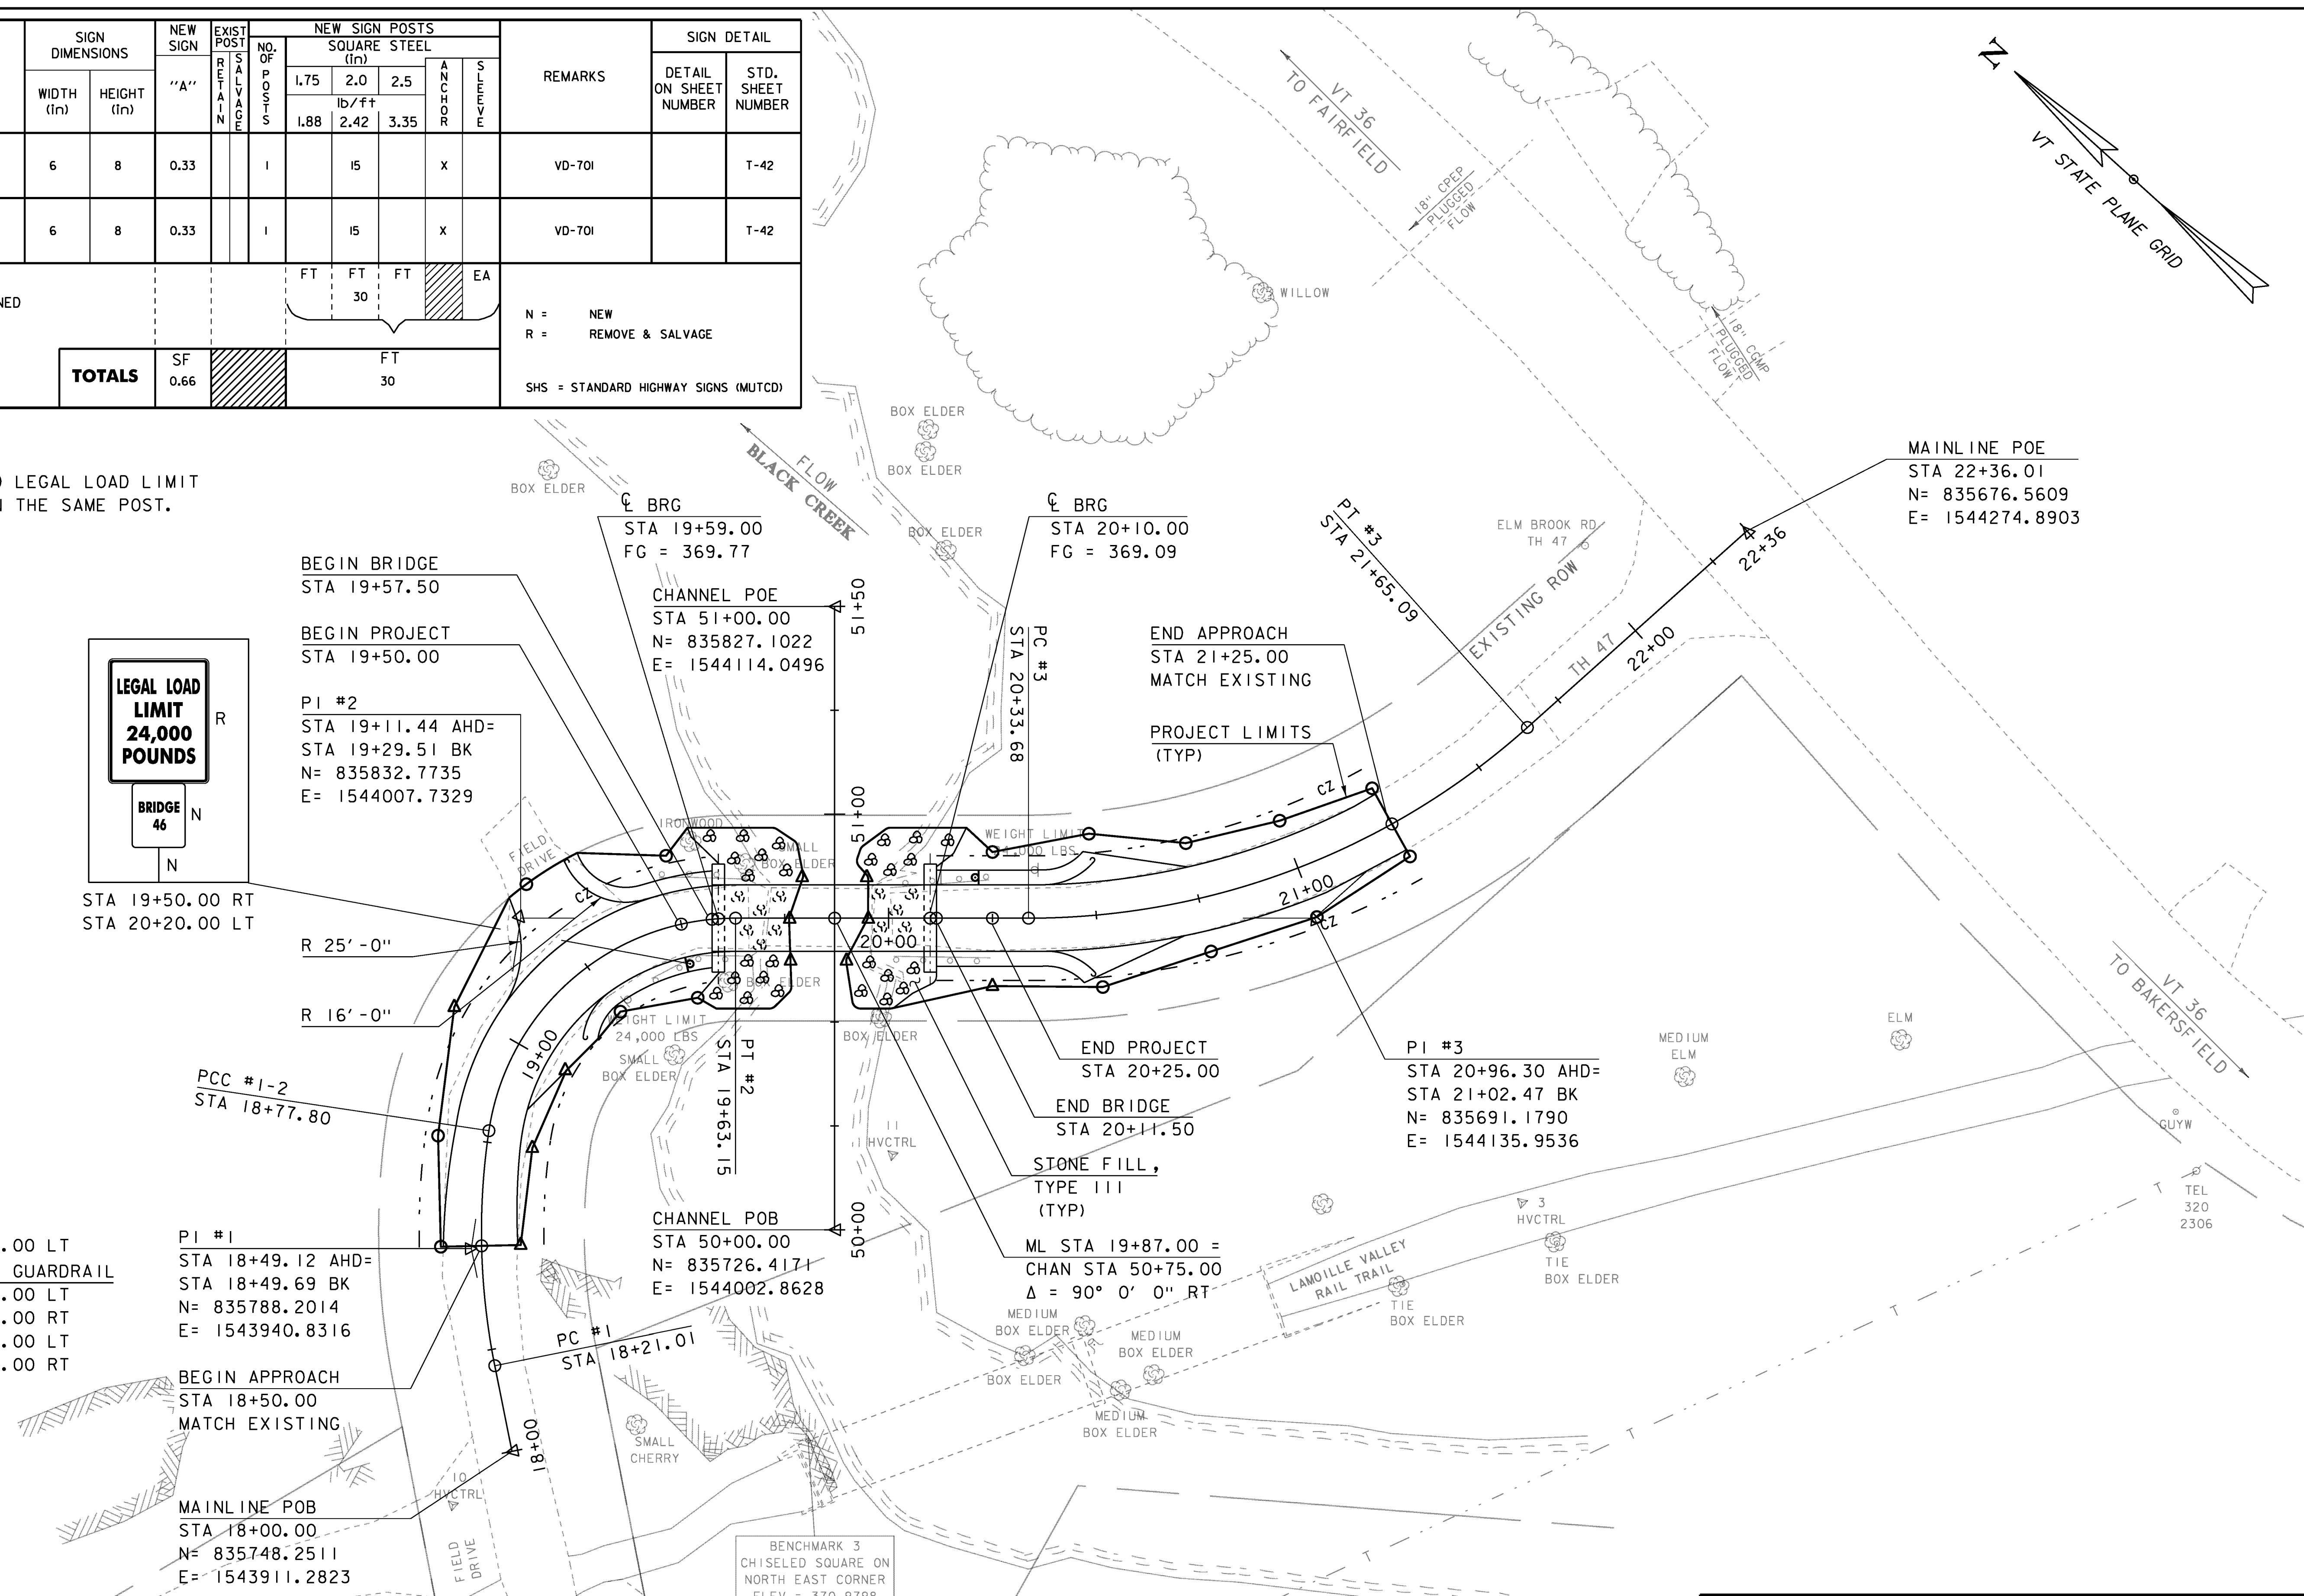 SIGN
DIMENSIONS
NEW
SIGN
EXIST
POST
NEW SIGN POSTS
SIGN DETAIL
WIDTH
(in)
HEIGHT
(in)
"A"
RETAIN
SALVAGE
NO.
OF
POSTS
SQUARE STEEL
(in)
1.75 2.0 2.5
lb/ft
1.88 2.42 3.35
ANCHOR
SLEEVE
REMARKS
DETAIL
ON SHEET
NUMBER
STD.
SHEET
NUMBER
6 8 0.33 1 15 X VD-701 T-42
6 8 0.33 1 15 X VD-701 T-42
NED
FT FT FT EA
30
N = NEW
R = REMOVE & SALVAGE
TOTALS
SF
0.66
FT
30
SHS = STANDARD HIGHWAY SIGNS (MUTCD)
LEGAL LOAD LIMIT
THE SAME POST.
N
VT STATE PLANE GRID
VT 36
TO FAIRFIELD
18" CPEP
PLUGGED
FLOW
18" CGMP
PLUGGED
FLOW
WILLOW
BOX ELDER
BOX ELDER
BOX ELDER
BOX ELDER
FLOW
BLACK CREEK
MAINLINE POE
STA 22+36.01
N= 835676.5609
E= 1544274.8903
22+36
ELM BROOK RD
TH 47
EXISTING ROW
TH 47
22+00
PT #3
STA 21+65.09
℄ BRG
STA 19+59.00
FG = 369.77
℄ BRG
STA 20+10.00
FG = 369.09
BEGIN BRIDGE
STA 19+57.50
BEGIN PROJECT
STA 19+50.00
CHANNEL POE
STA 51+00.00
N= 835827.1022
E= 1544114.0496
51+50
51+00
PC #3
STA 20+33.68
END APPROACH
STA 21+25.00
MATCH EXISTING
PROJECT LIMITS
(TYP)
PI #2
STA 19+11.44 AHD=
STA 19+29.51 BK
N= 835832.7735
E= 1544007.7329
LEGAL LOAD
LIMIT
24,000
POUNDS
R
BRIDGE
46
N
N
STA 19+50.00 RT
STA 20+20.00 LT
FIELD
DRIVE
CZ
IRONWOOD
SMALL
BOX ELDER
WEIGHT LIMIT
24,000 LBS
CZ
CZ
21+00
20+00
R 25'-0"
R 16'-0"
BOX ELDER
WEIGHT LIMIT
24,000 LBS
SMALL
BOX ELDER
BOX ELDER
19+00
PT #2
STA 19+63.15
PCC #1-2
STA 18+77.80
END PROJECT
STA 20+25.00
END BRIDGE
STA 20+11.50
STONE FILL,
TYPE III
(TYP)
11
HVCTRL
PI #3
STA 20+96.30 AHD=
STA 21+02.47 BK
N= 835691.1790
E= 1544135.9536
MEDIUM
ELM
ELM
VT 36
TO BAKERSFIELD
GUYW
TEL
320
2306
T
T
T
T
3
HVCTRL
TIE
BOX ELDER
TIE
BOX ELDER
LAMOILLE VALLEY
RAIL TRAIL
ML STA 19+87.00 =
CHAN STA 50+75.00
Δ = 90° 0' 0" RT
CHANNEL POB
STA 50+00.00
N= 835726.4171
E= 1544002.8628
50+00
MEDIUM
BOX ELDER
MEDIUM
BOX ELDER
BOX ELDER
MEDIUM
BOX ELDER
.00 LT
GUARDRAIL
.00 LT
.00 RT
.00 LT
.00 RT
PI #1
STA 18+49.12 AHD=
STA 18+49.69 BK
N= 835788.2014
E= 1543940.8316
PC #1
STA 18+21.01
BEGIN APPROACH
STA 18+50.00
MATCH EXISTING
18+00
SMALL
CHERRY
10
HVCTRL
MAINLINE POB
STA 18+00.00
N= 835748.2511
E= 1543911.2823
FIELD
DRIVE
BENCHMARK 3
CHISELED SQUARE ON
NORTH EAST CORNER